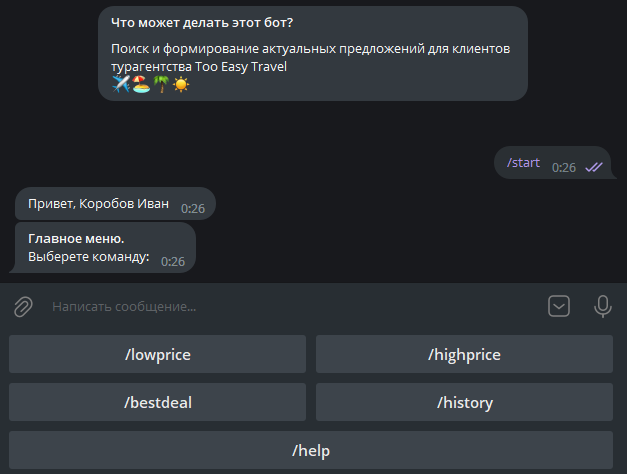 Что может делать этот бот?
Поиск и формирование актуальных предложений для клиентов
турагентства Too Easy Travel
✈️🏖️🌴☀️
/start 0:26
Привет, Коробов Иван 0:26
Главное меню.
Выберете команду: 0:26
Написать сообщение...
/lowprice
/highprice
/bestdeal
/history
/help